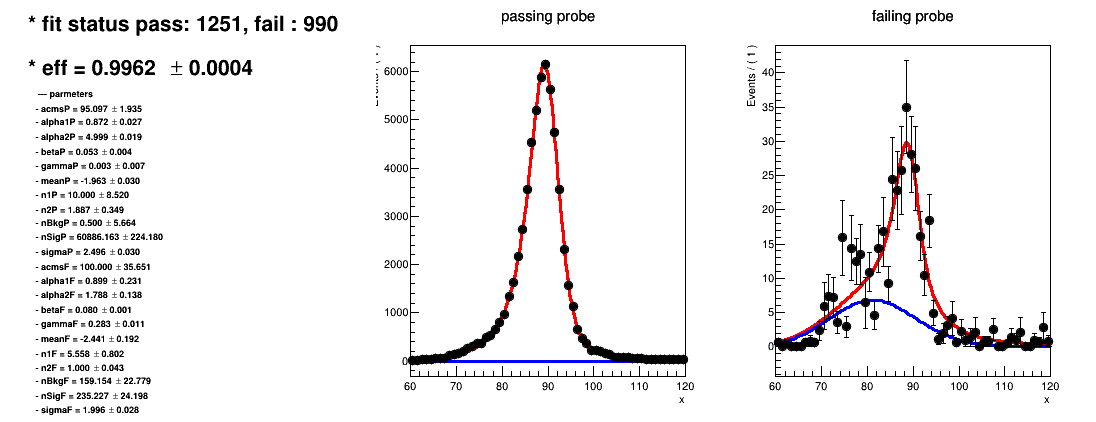 * fit status pass: 1251, fail : 990
* eff = 0.9962 ± 0.0004
--- parmeters
- acmsP = 95.097 ± 1.935
- alpha1P = 0.872 ± 0.027
- alpha2P = 4.999 ± 0.019
- betaP = 0.053 ± 0.004
- gammaP = 0.003 ± 0.007
- meanP = -1.963 ± 0.030
- n1P = 10.000 ± 8.520
- n2P = 1.887 ± 0.349
- nBkgP = 0.500 ± 5.664
- nSigP = 60886.163 ± 224.180
- sigmaP = 2.496 ± 0.030
- acmsF = 100.000 ± 35.651
- alpha1F = 0.899 ± 0.231
- alpha2F = 1.788 ± 0.138
- betaF = 0.080 ± 0.001
- gammaF = 0.283 ± 0.011
- meanF = -2.441 ± 0.192
- n1F = 5.558 ± 0.802
- n2F = 1.000 ± 0.043
- nBkgF = 159.154 ± 22.779
- nSigF = 235.227 ± 24.198
- sigmaF = 1.996 ± 0.028
passing probe
6000
5000
4000
3000
2000
1000
0
60 70 80 90 100 110 120
x
failing probe
Events / ( 1 )
40
35
30
25
20
15
10
5
0
60 70 80 90 100 110 120
x